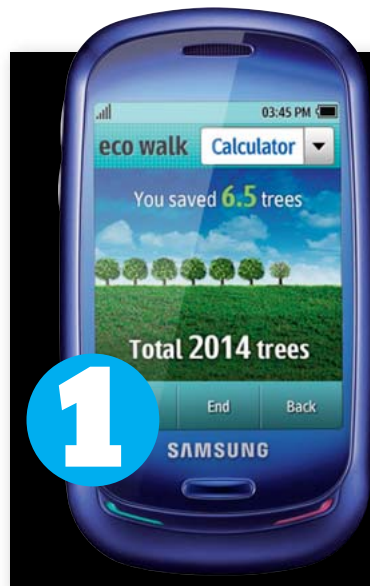 03:45 PM
eco walk Calculator
You saved 6.5 trees
Total 2014 trees
End Back
1
SAMSUNG